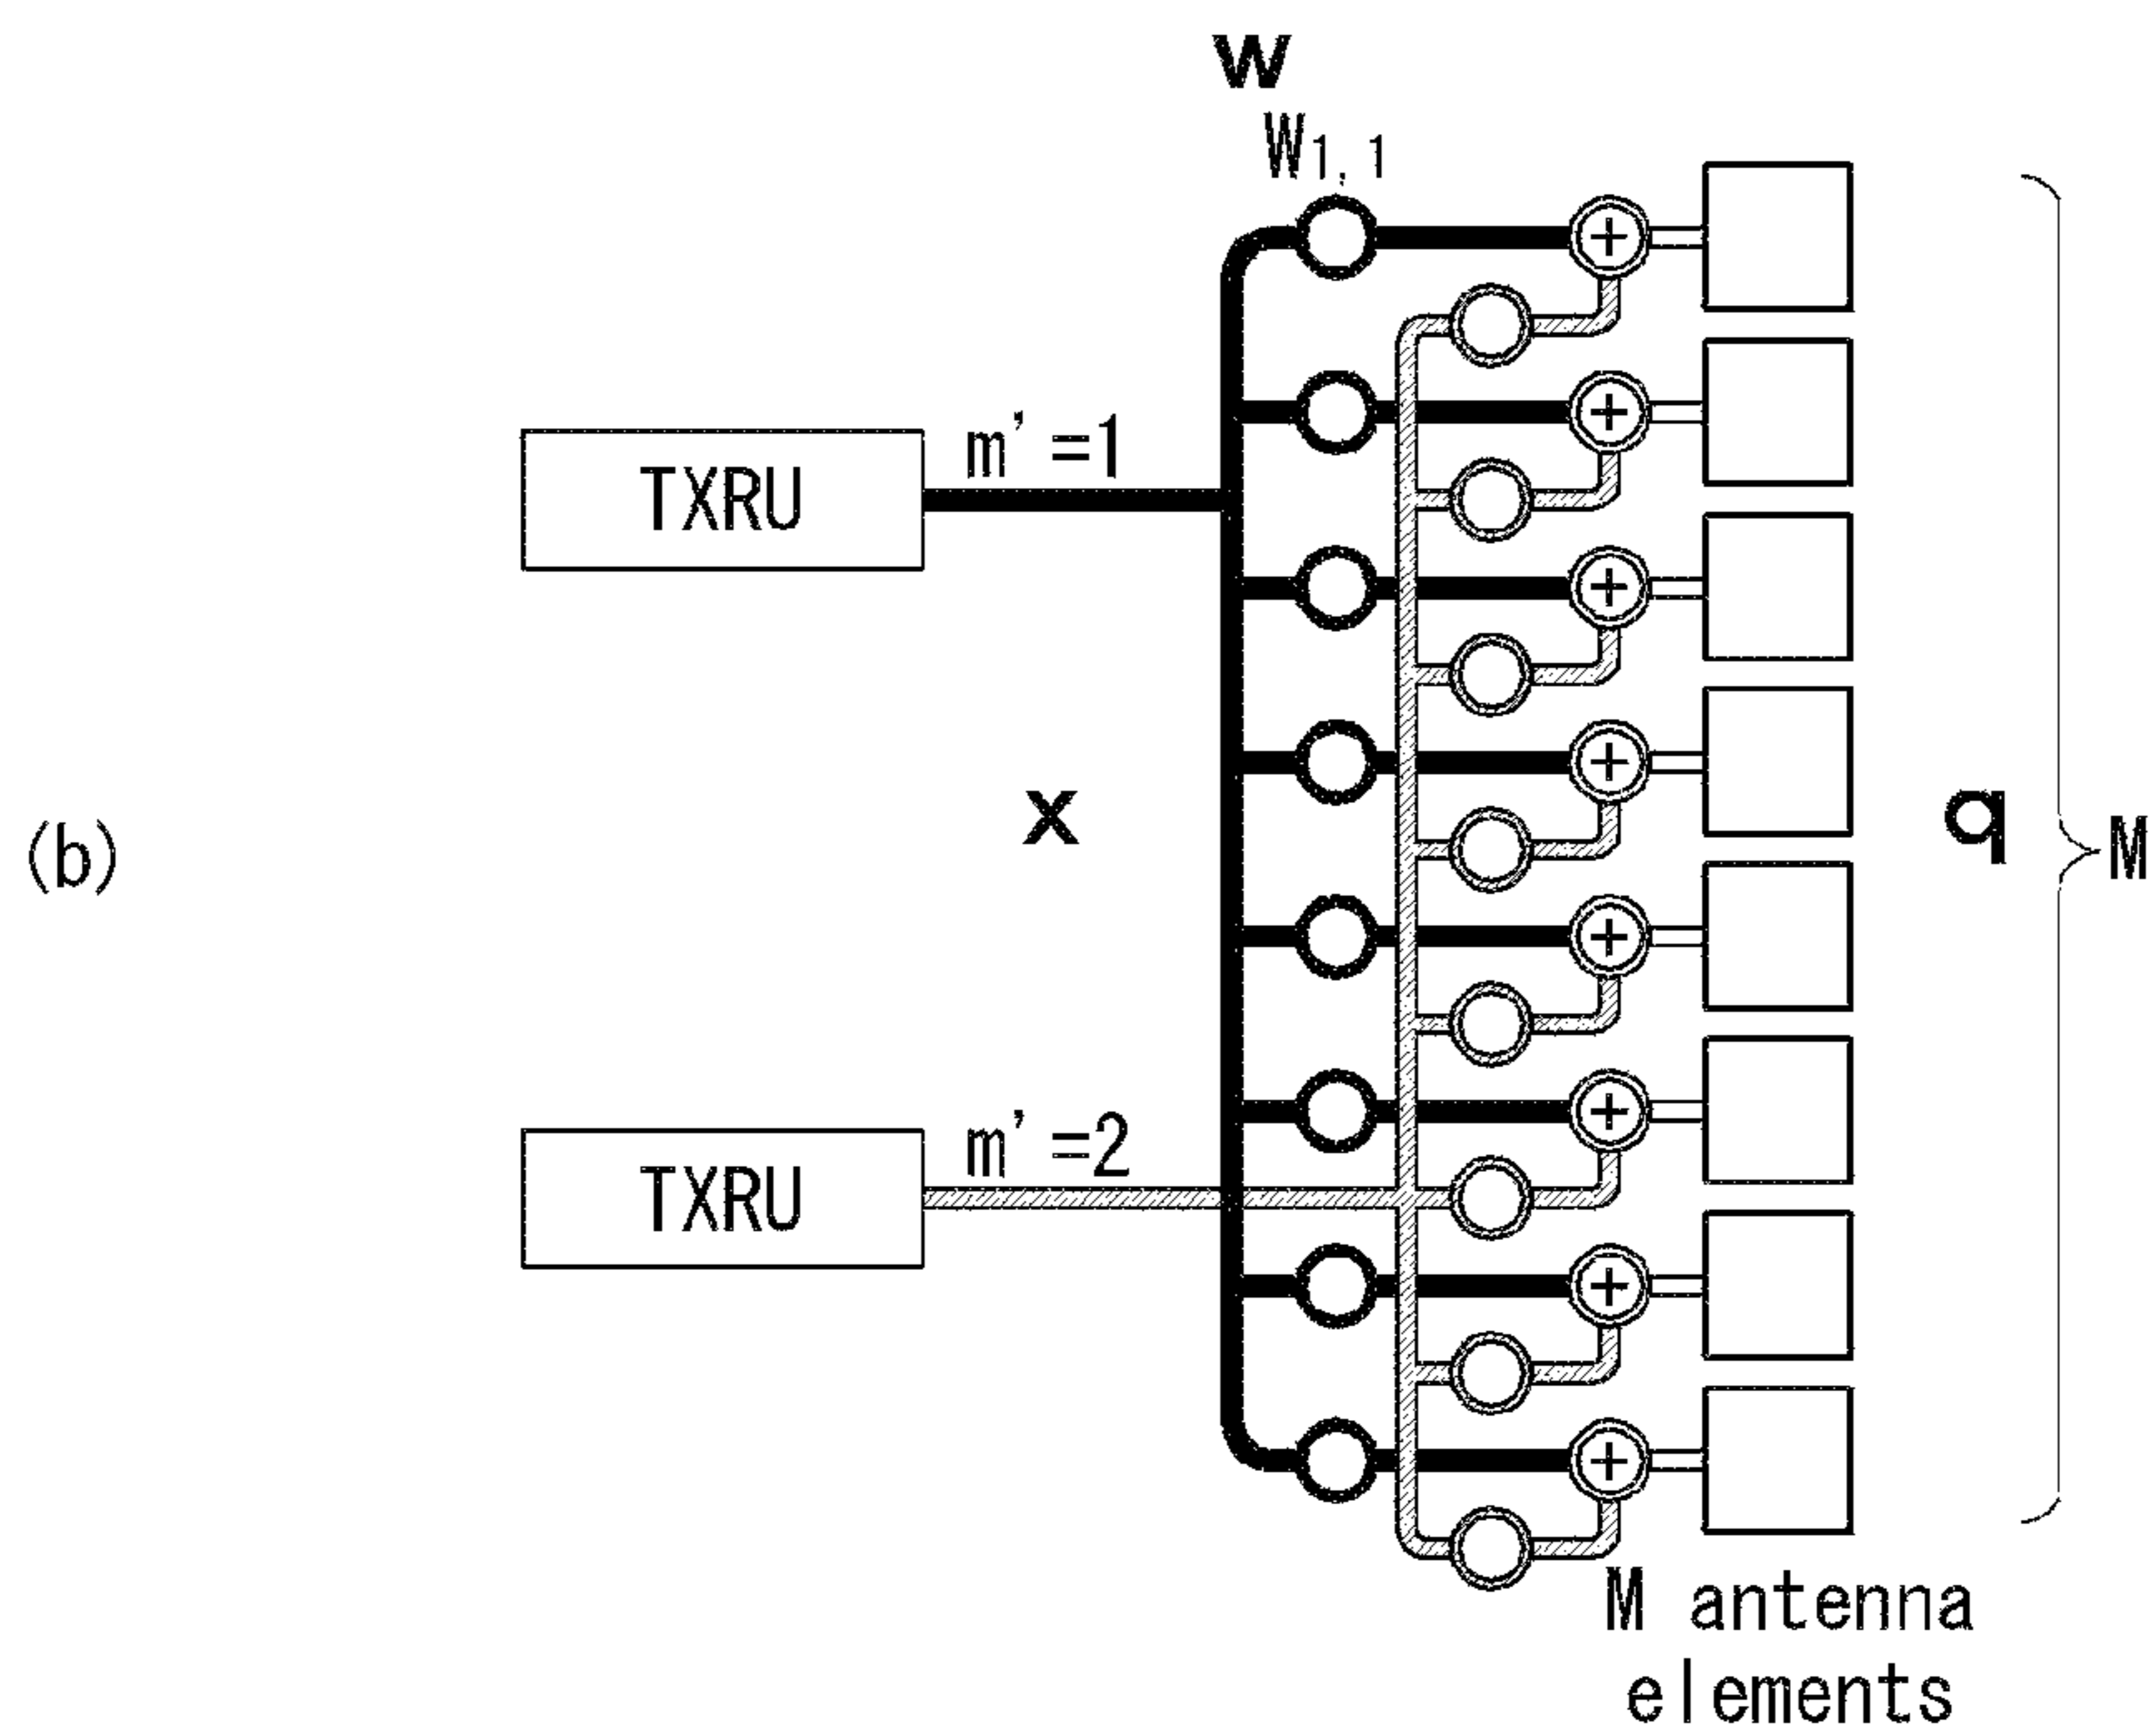 w
W1,1
m'=1
TXRU
x
q
M
(b)
m'=2
TXRU
M antenna
elements